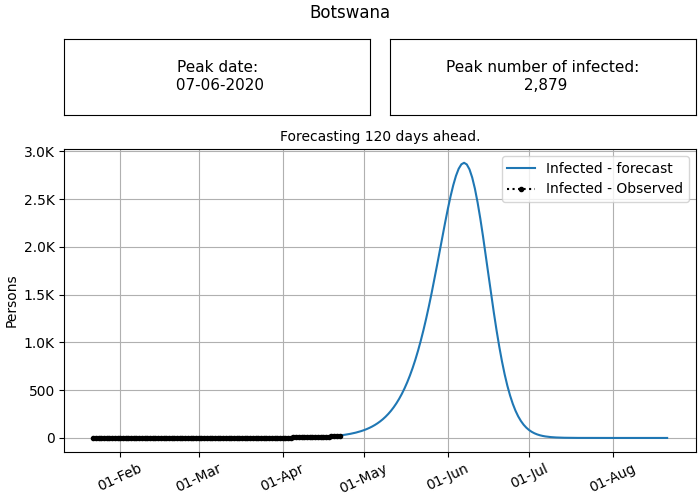 Botswana
Peak date:
07-06-2020
Peak number of infected:
2,879
Forecasting 120 days ahead.
3.0K
2.5K
2.0K
1.5K
1.0K
500
0
Persons
Infected - forecast
Infected - Observed
01-Feb
01-Mar
01-Apr
01-May
01-Jun
01-Jul
01-Aug